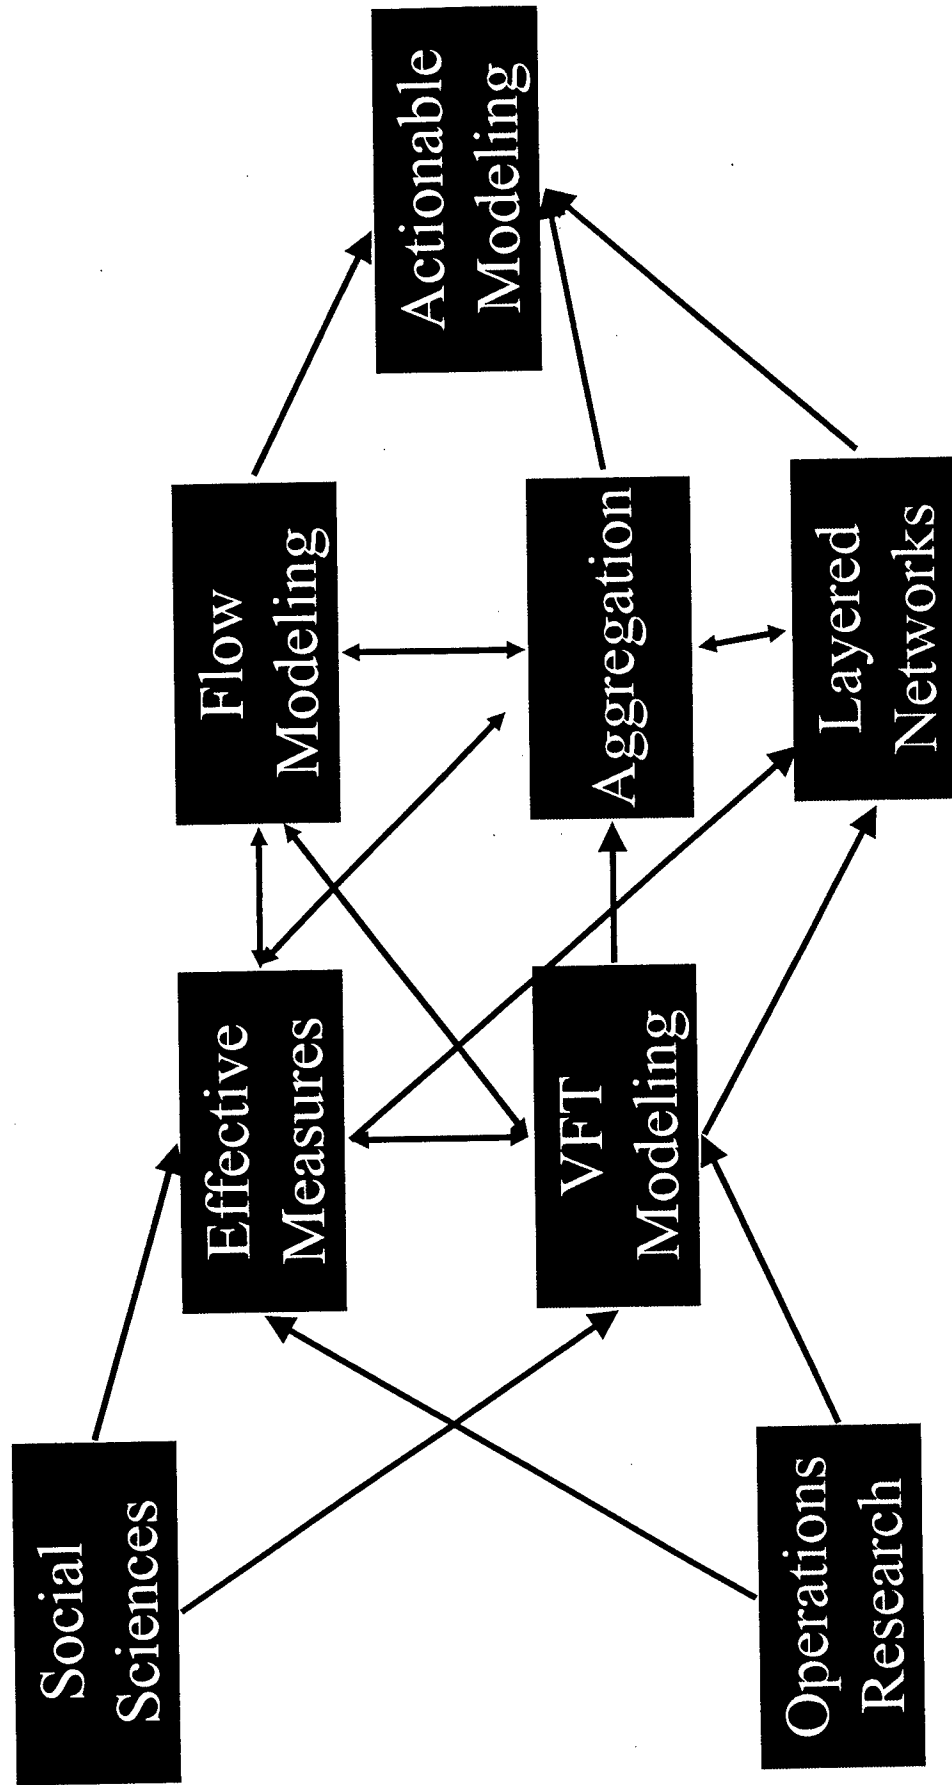 Social
Sciences
Operations
Research
Effective
Measures
VFT
Modeling
Flow
Modeling
Aggregation
Layered
Networks
Actionable
Modeling